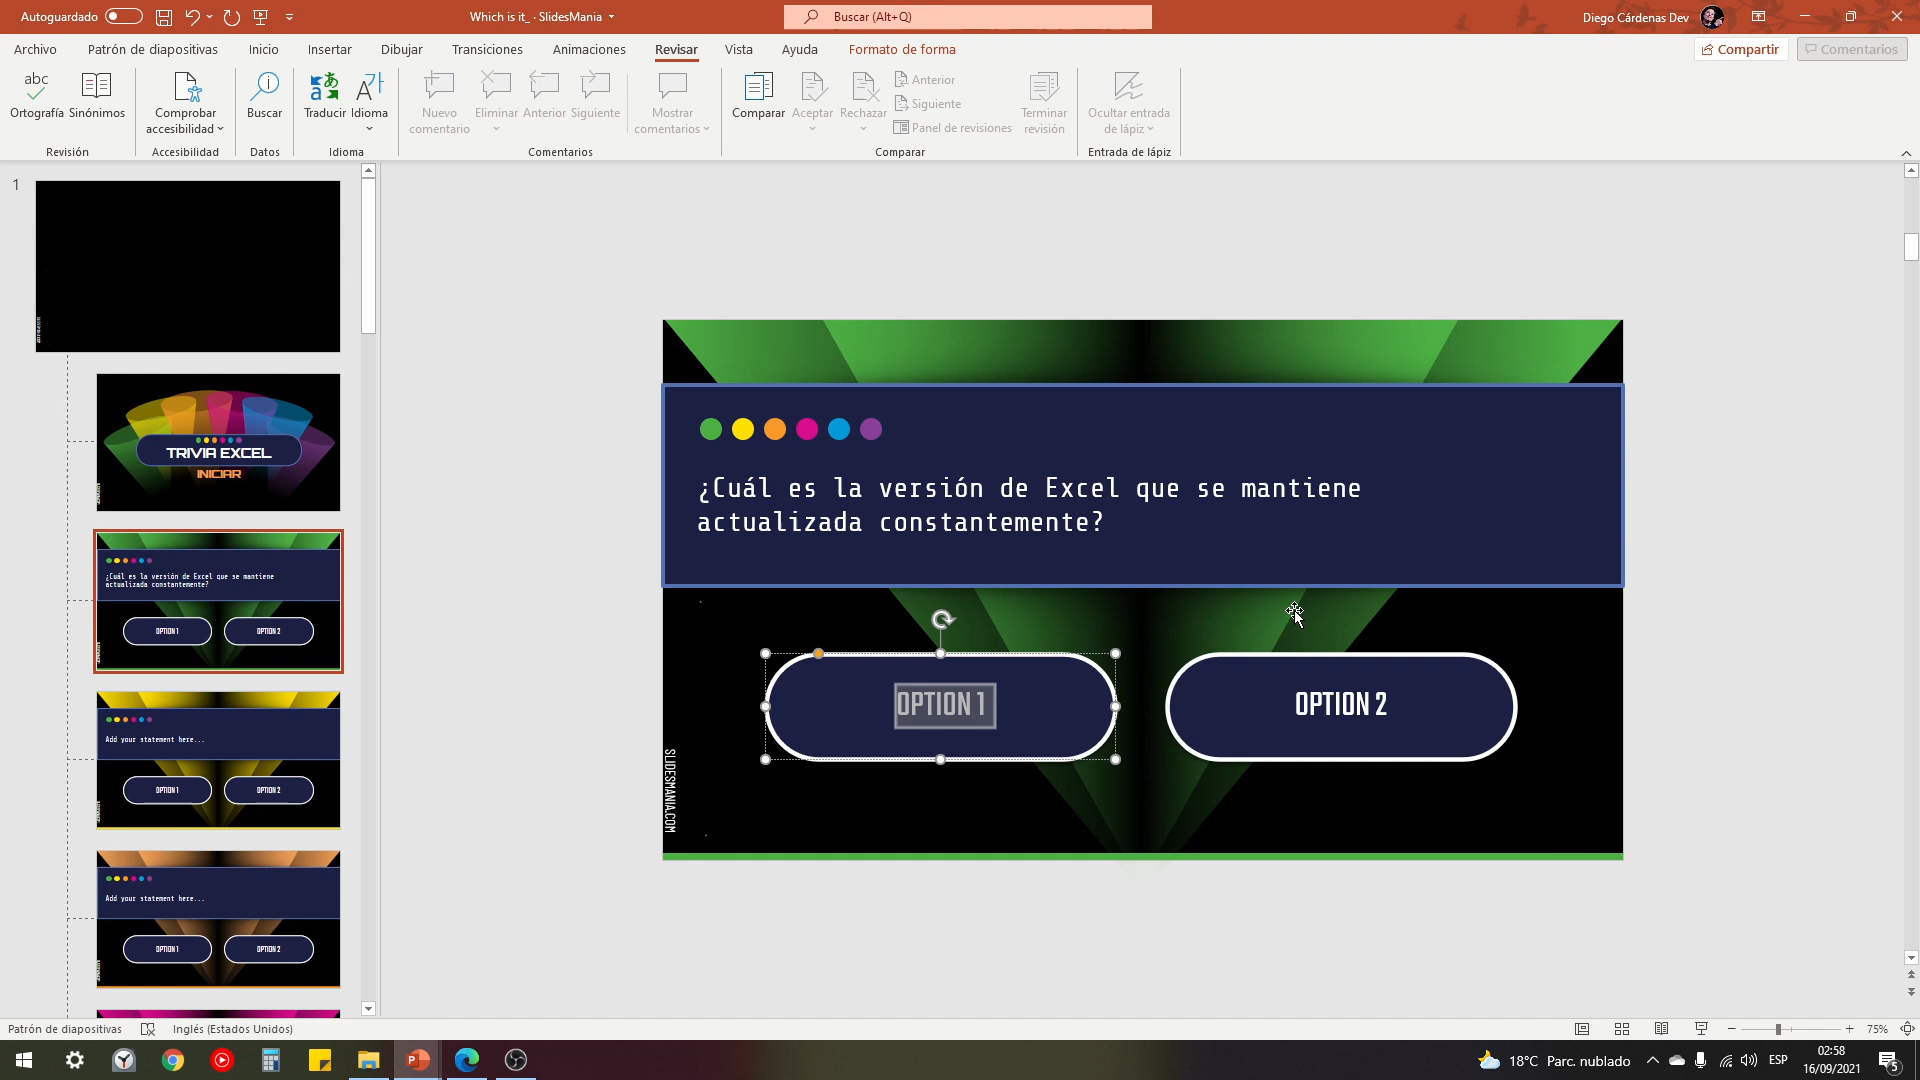 Autoguardado
Which is it_ - SlidesMania
Buscar (Alt+Q)
Diego Cárdenas Dev
Archivo
Patrón de diapositivas
Inicio
Insertar
Dibujar
Transiciones
Animaciones
Revisar
Vista
Ayuda
Formato de forma
Compartir
Comentarios
abc
Ortografía
Sinónimos
Comprobar
accesibilidad
Buscar
Traducir
Idioma
Nuevo
comentario
Eliminar
Anterior
Siguiente
Mostrar
comentarios
Comparar
Aceptar
Rechazar
Anterior
Siguiente
Panel de revisiones
Terminar
revisión
Ocultar entrada
de lápiz
Revisión
Accesibilidad
Datos
Idioma
Comentarios
Comparar
Entrada de lápiz
1
TRIVIA EXCEL
INICIAR
¿Cuál es la versión de Excel que se mantiene
actualizada constantemente?
OPTION 1
OPTION 2
Add your statement here...
OPTION 1
OPTION 2
Add your statement here...
OPTION 1
OPTION 2
¿Cuál es la versión de Excel que se mantiene
actualizada constantemente?
OPTION 1
OPTION 2
SLIDESMANIA.COM
Patrón de diapositivas
Inglés (Estados Unidos)
75%
18°C Parc. nublado
ESP
02:58
16/09/2021
5